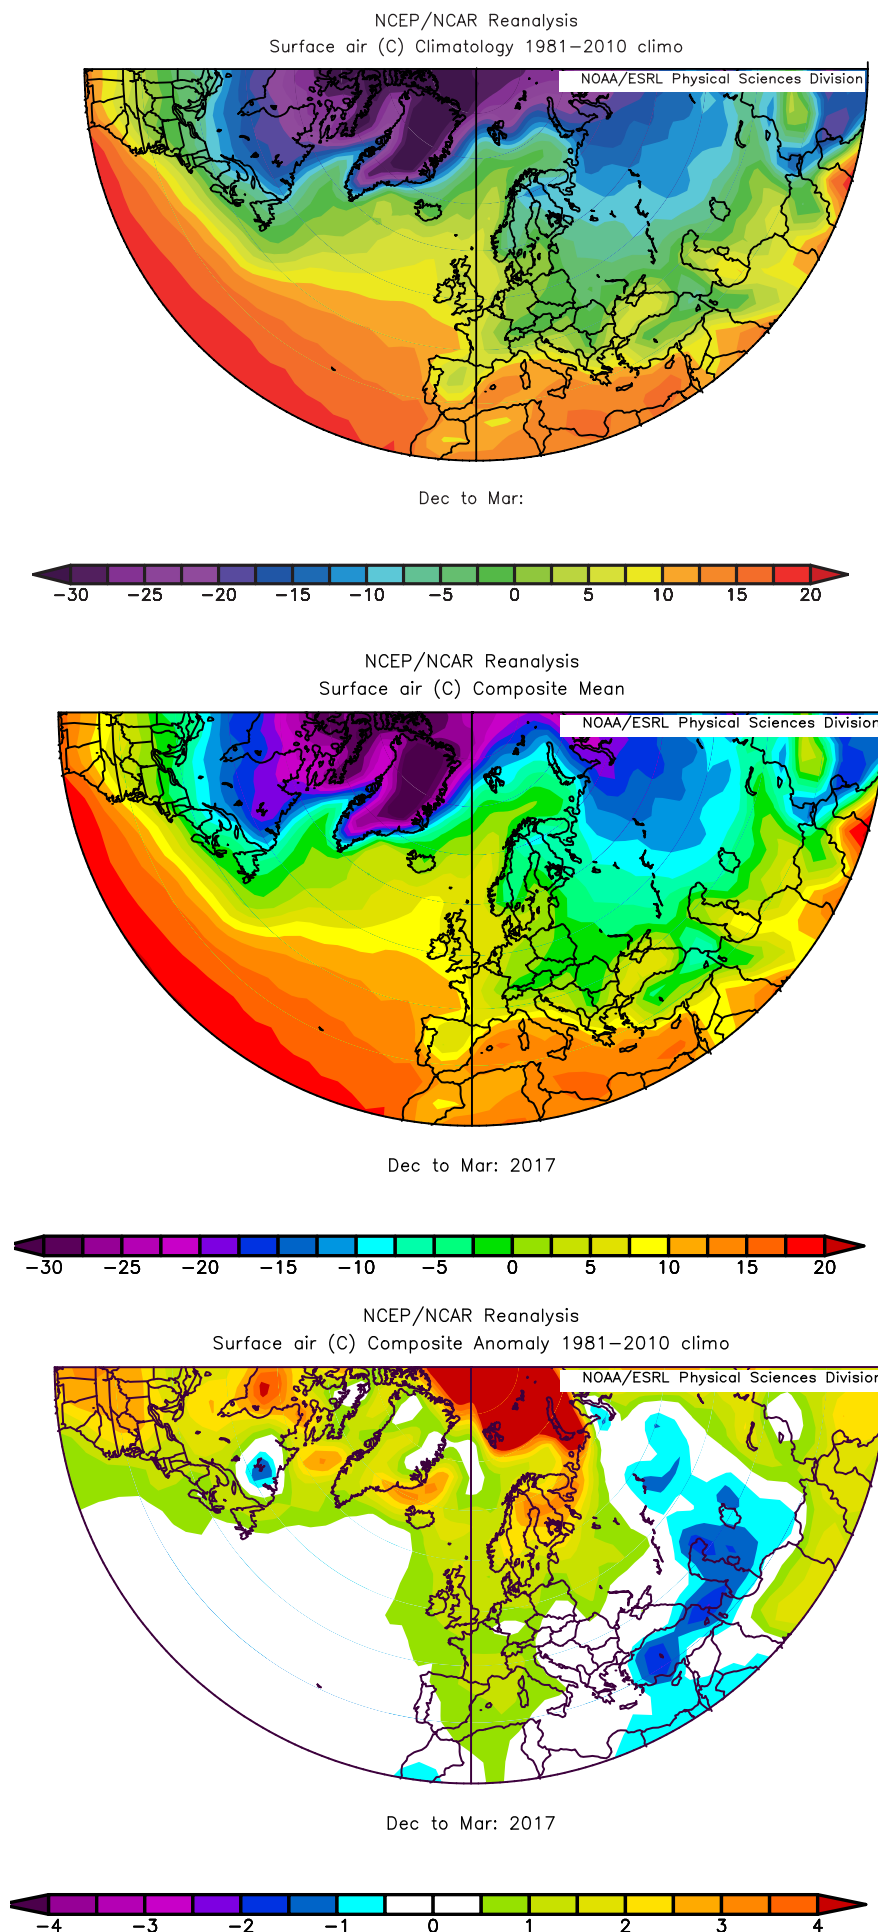 NCEP/NCAR Reanalysis
Surface air (C) Climatology 1981−2010 climo
NOAA/ESRL Physical Sciences Division
Dec to Mar:
−30 −25 −20 −15 −10 −5 0 5 10 15 20
NCEP/NCAR Reanalysis
Surface air (C) Composite Mean
NOAA/ESRL Physical Sciences Division
Dec to Mar: 2017
−30 −25 −20 −15 −10 −5 0 5 10 15 20
NCEP/NCAR Reanalysis
Surface air (C) Composite Anomaly 1981−2010 climo
NOAA/ESRL Physical Sciences Division
Dec to Mar: 2017
−4 −3 −2 −1 0 1 2 3 4